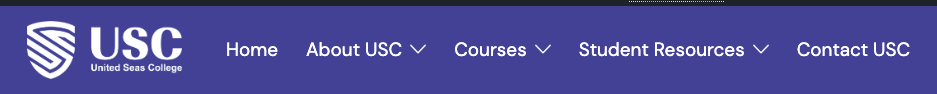 USC
United Seas College
Home About USC Courses Student Resources Contact USC